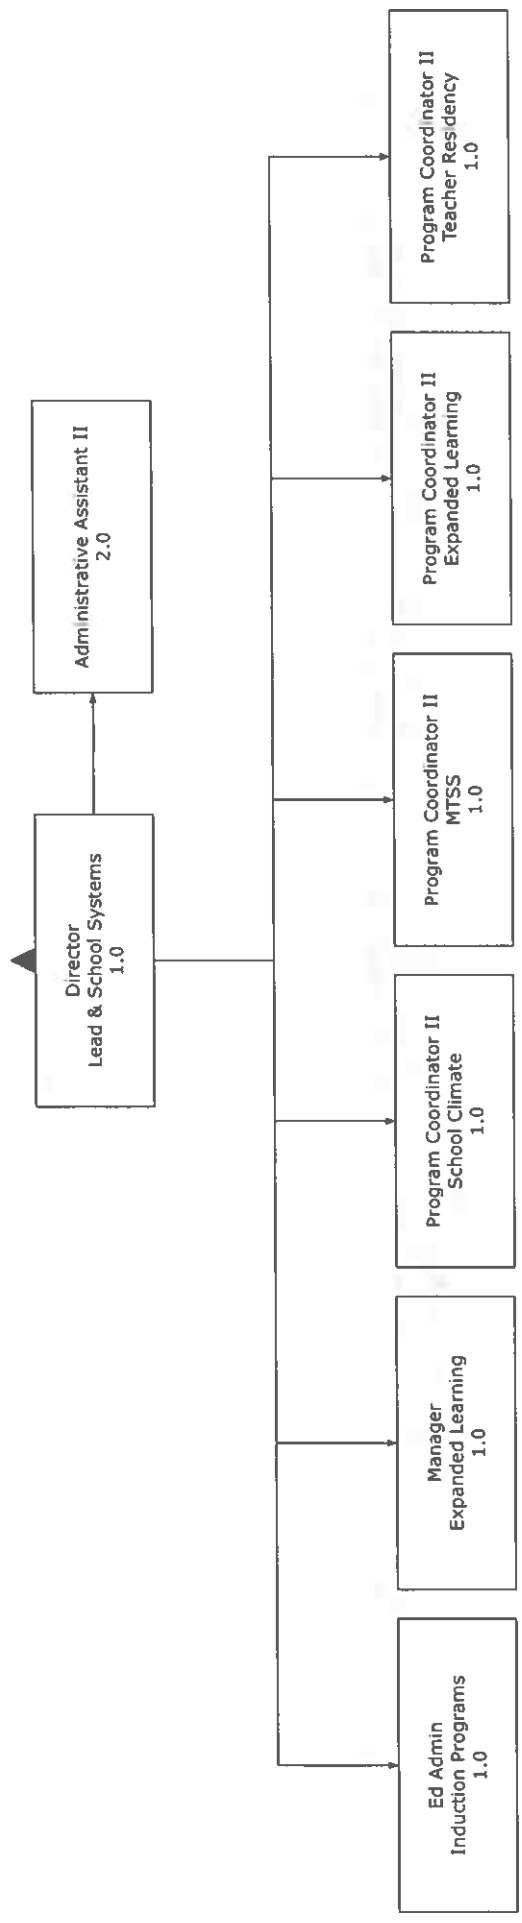 Director
Lead & School Systems
1.0
Administrative Assistant II
2.0
Ed Admin
Induction Programs
1.0
Manager
Expanded Learning
1.0
Program Coordinator II
School Climate
1.0
Program Coordinator II
MTSS
1.0
Program Coordinator II
Expanded Learning
1.0
Program Coordinator II
Teacher Residency
1.0